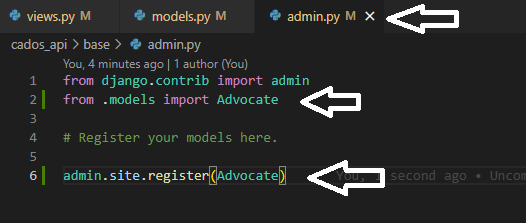 views.py models.py admin.py
cados_api > base > admin.py
You, 4 minutes ago | 1 author (You)
1 from django.contrib import admin
2 from .models import Advocate
3
4 # Register your models here.
5
6 admin.site.register(Advocate) You, second ago • Uncom